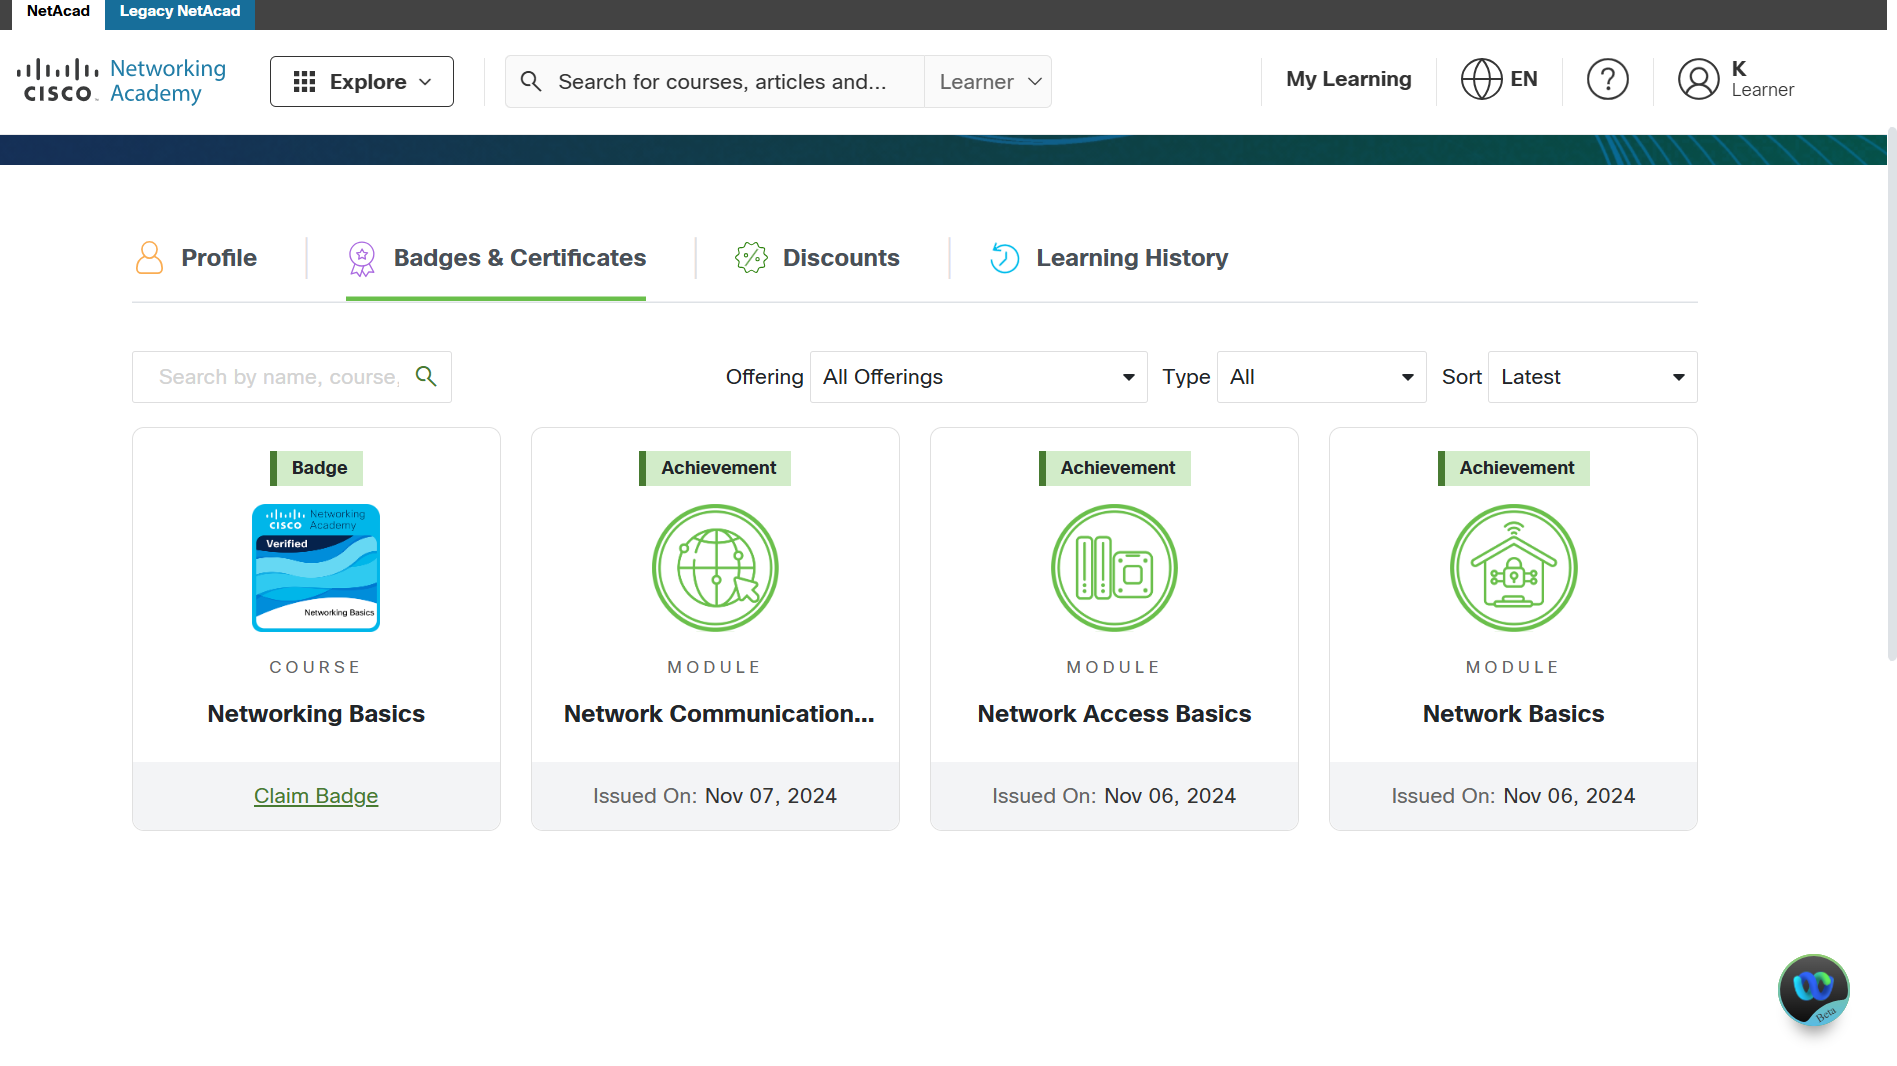 NetAcad
Legacy NetAcad
CISCO
Networking
Academy
Explore
Search for courses, articles and...
Learner
My Learning
EN
?
K
Learner
Profile
Badges & Certificates
Discounts
Learning History
Search by name, course,
Offering
All Offerings
Type
All
Sort
Latest
Badge
CISCO
Networking
Academy
Verified
Networking Basics
COURSE
Networking Basics
Claim Badge
Achievement
MODULE
Network Communication...
Issued On: Nov 07, 2024
Achievement
MODULE
Network Access Basics
Issued On: Nov 06, 2024
Achievement
MODULE
Network Basics
Issued On: Nov 06, 2024
Beta